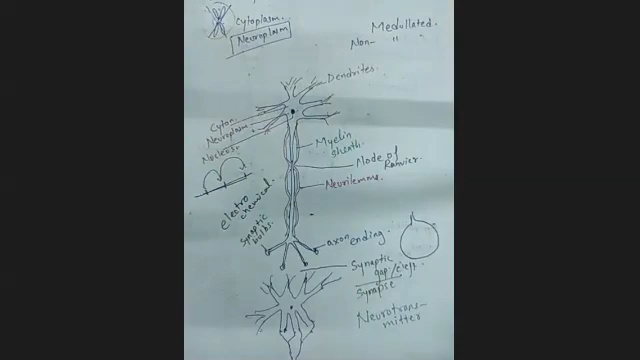 Cytoplasm.
Neuroplasm
Medullated.
Non- "
Dendrites.
Cyton.
Neuroplasm
Nucleus.
Myelin
Sheath.
Node of
Ranvier.
Neurilemma
electro
chemical.
Synaptic
bulbs.
axon ending.
Synaptic
gap/cleft.
Synapse
Neurotrans-
mitter